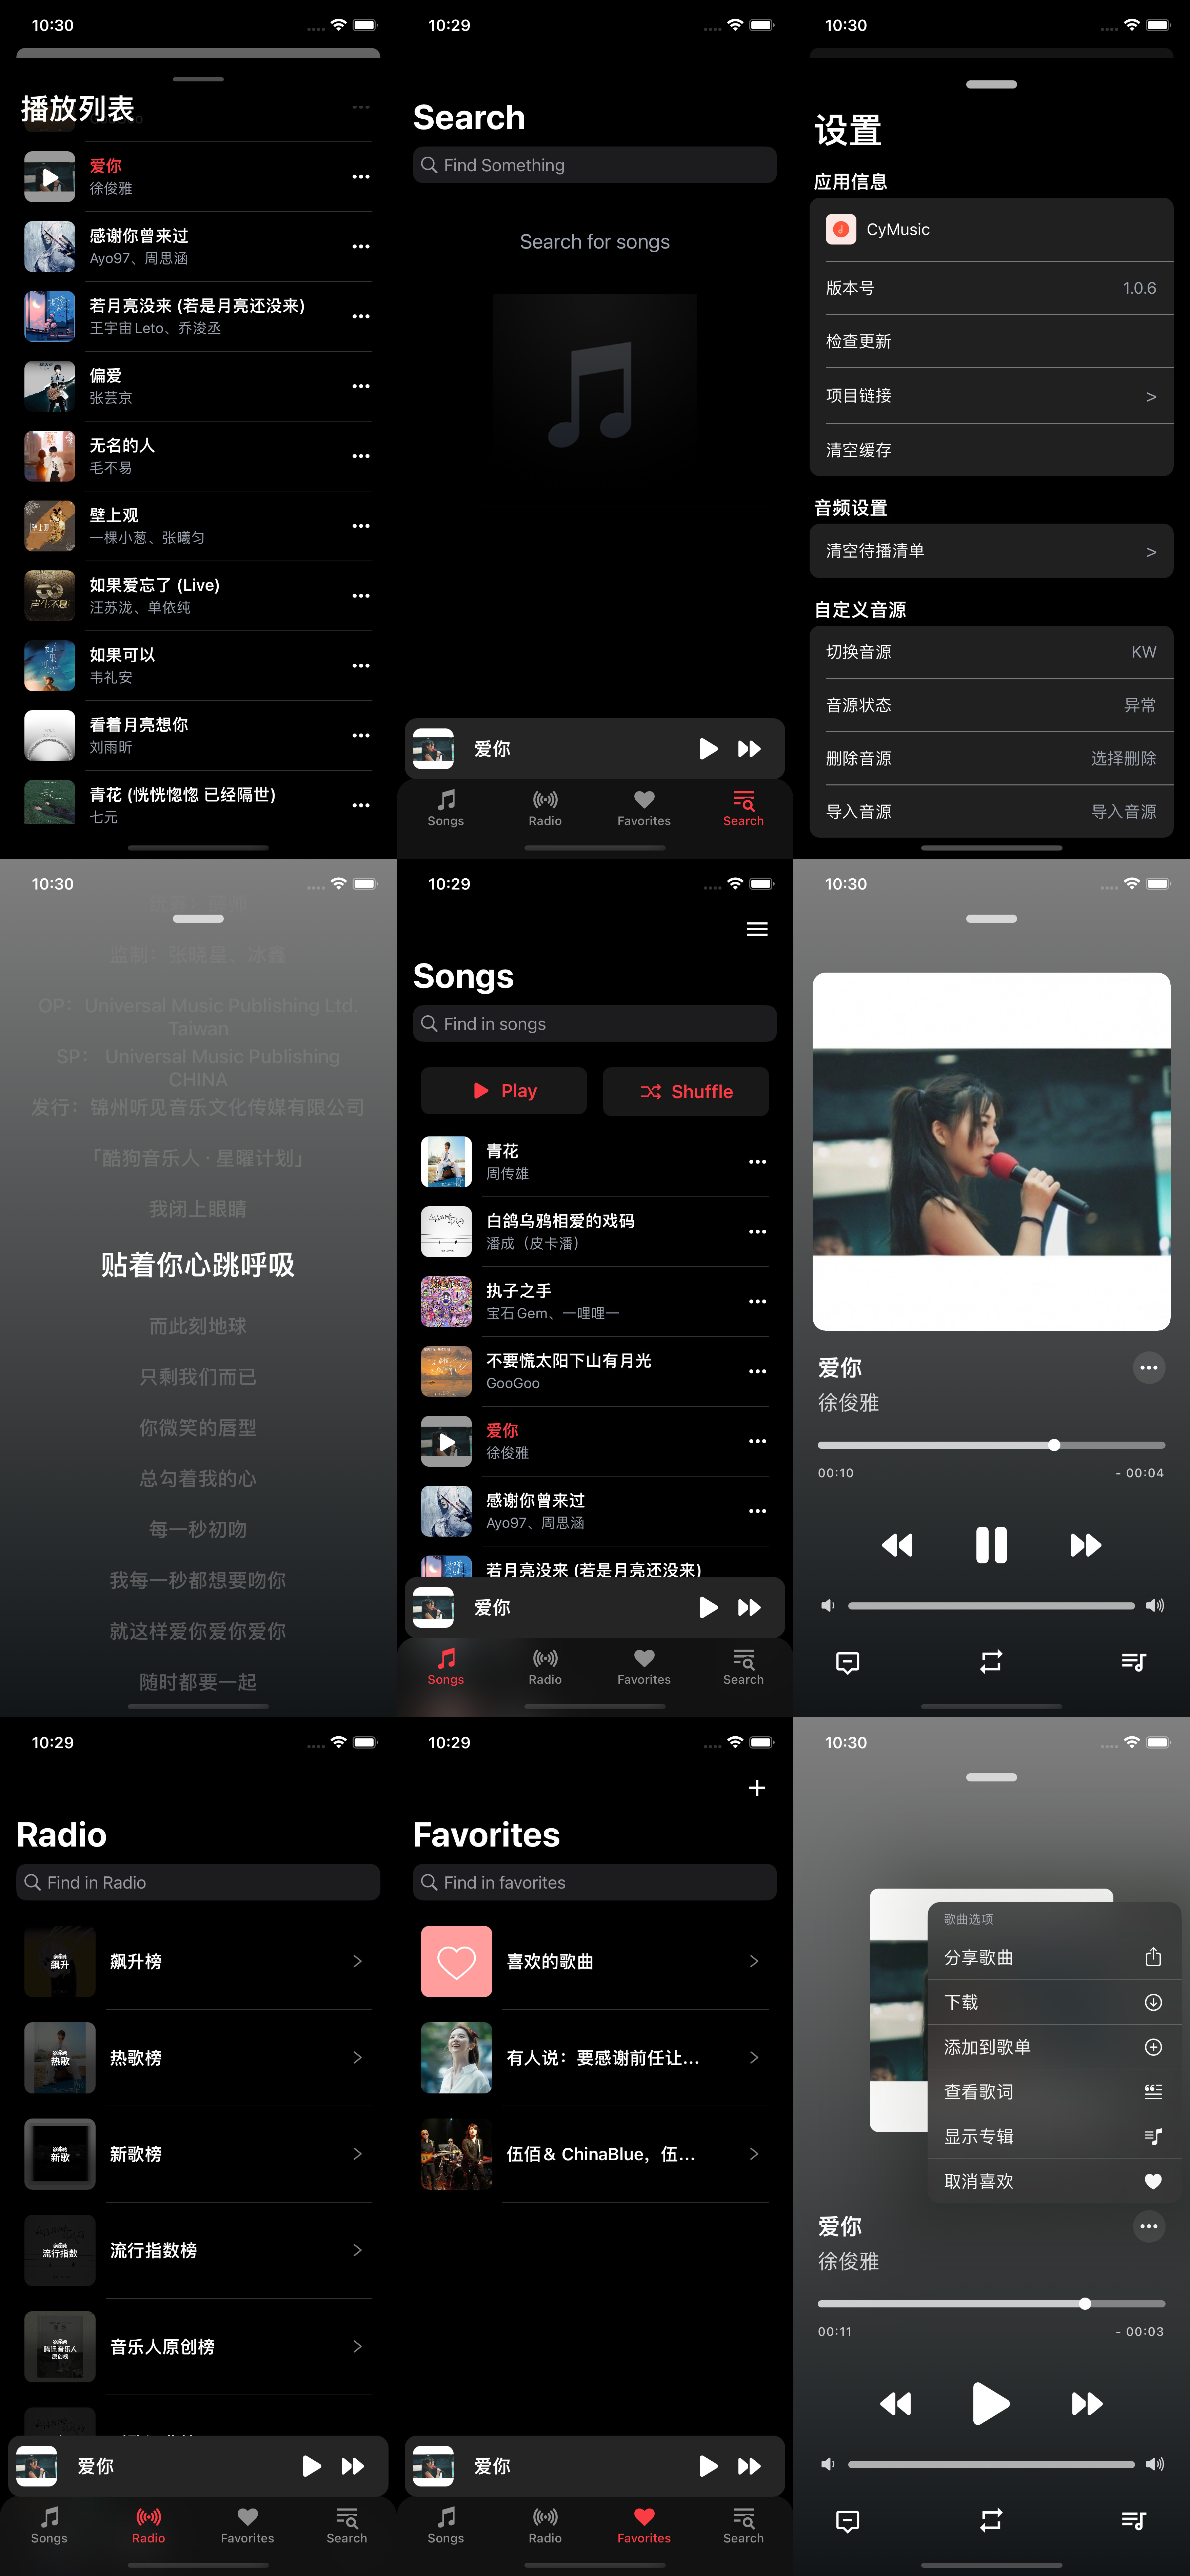 10:30
播放列表
爱你
徐俊雅
感谢你曾来过
Ayo97、周思涵
若月亮没来 (若是月亮还没来)
王宇宙Leto、乔浚丞
偏爱
张芸京
无名的人
毛不易
壁上观
一棵小葱、张曦匀
如果爱忘了 (Live)
汪苏泷、单依纯
如果可以
韦礼安
看着月亮想你
刘雨昕
青花 (恍恍惚惚 已经隔世)
七元
10:29
Search
Find Something
Search for songs
爱你
Songs
Radio
Favorites
Search
10:30
设置
应用信息
CyMusic
版本号
1.0.6
检查更新
项目链接
>
清空缓存
音频设置
清空待播清单
>
自定义音源
切换音源
KW
音源状态
异常
删除音源
选择删除
导入音源
导入音源
10:30
监制：张晓星、冰鑫
OP：Universal Music Publishing Ltd.
Taiwan
SP： Universal Music Publishing
CHINA
发行：锦州听见音乐文化传媒有限公司
「酷狗音乐人 · 星曜计划」
我闭上眼睛
贴着你心跳呼吸
而此刻地球
只剩我们而已
你微笑的唇型
总勾着我的心
每一秒初吻
我每一秒都想要吻你
就这样爱你爱你爱你
随时都要一起
10:29
Songs
Find in songs
Play
Shuffle
青花
周传雄
白鸽乌鸦相爱的戏码
潘成（皮卡潘）
执子之手
宝石Gem、一哩哩一
不要慌太阳下山有月光
GooGoo
爱你
徐俊雅
感谢你曾来过
Ayo97、周思涵
若月亮没来 (若是月亮还没来)
爱你
Songs
Radio
Favorites
Search
10:30
爱你
徐俊雅
00:10
- 00:04
10:29
Radio
Find in Radio
飙升
飙升榜
热歌
热歌榜
新歌
新歌榜
流行指数
流行指数榜
腾讯音乐人
原创榜
音乐人原创榜
爱你
Songs
Radio
Favorites
Search
10:29
Favorites
Find in favorites
喜欢的歌曲
有人说：要感谢前任让...
伍佰& ChinaBlue，伍...
爱你
Songs
Radio
Favorites
Search
10:30
歌曲选项
分享歌曲
下载
添加到歌单
查看歌词
显示专辑
取消喜欢
爱你
徐俊雅
00:11
- 00:03